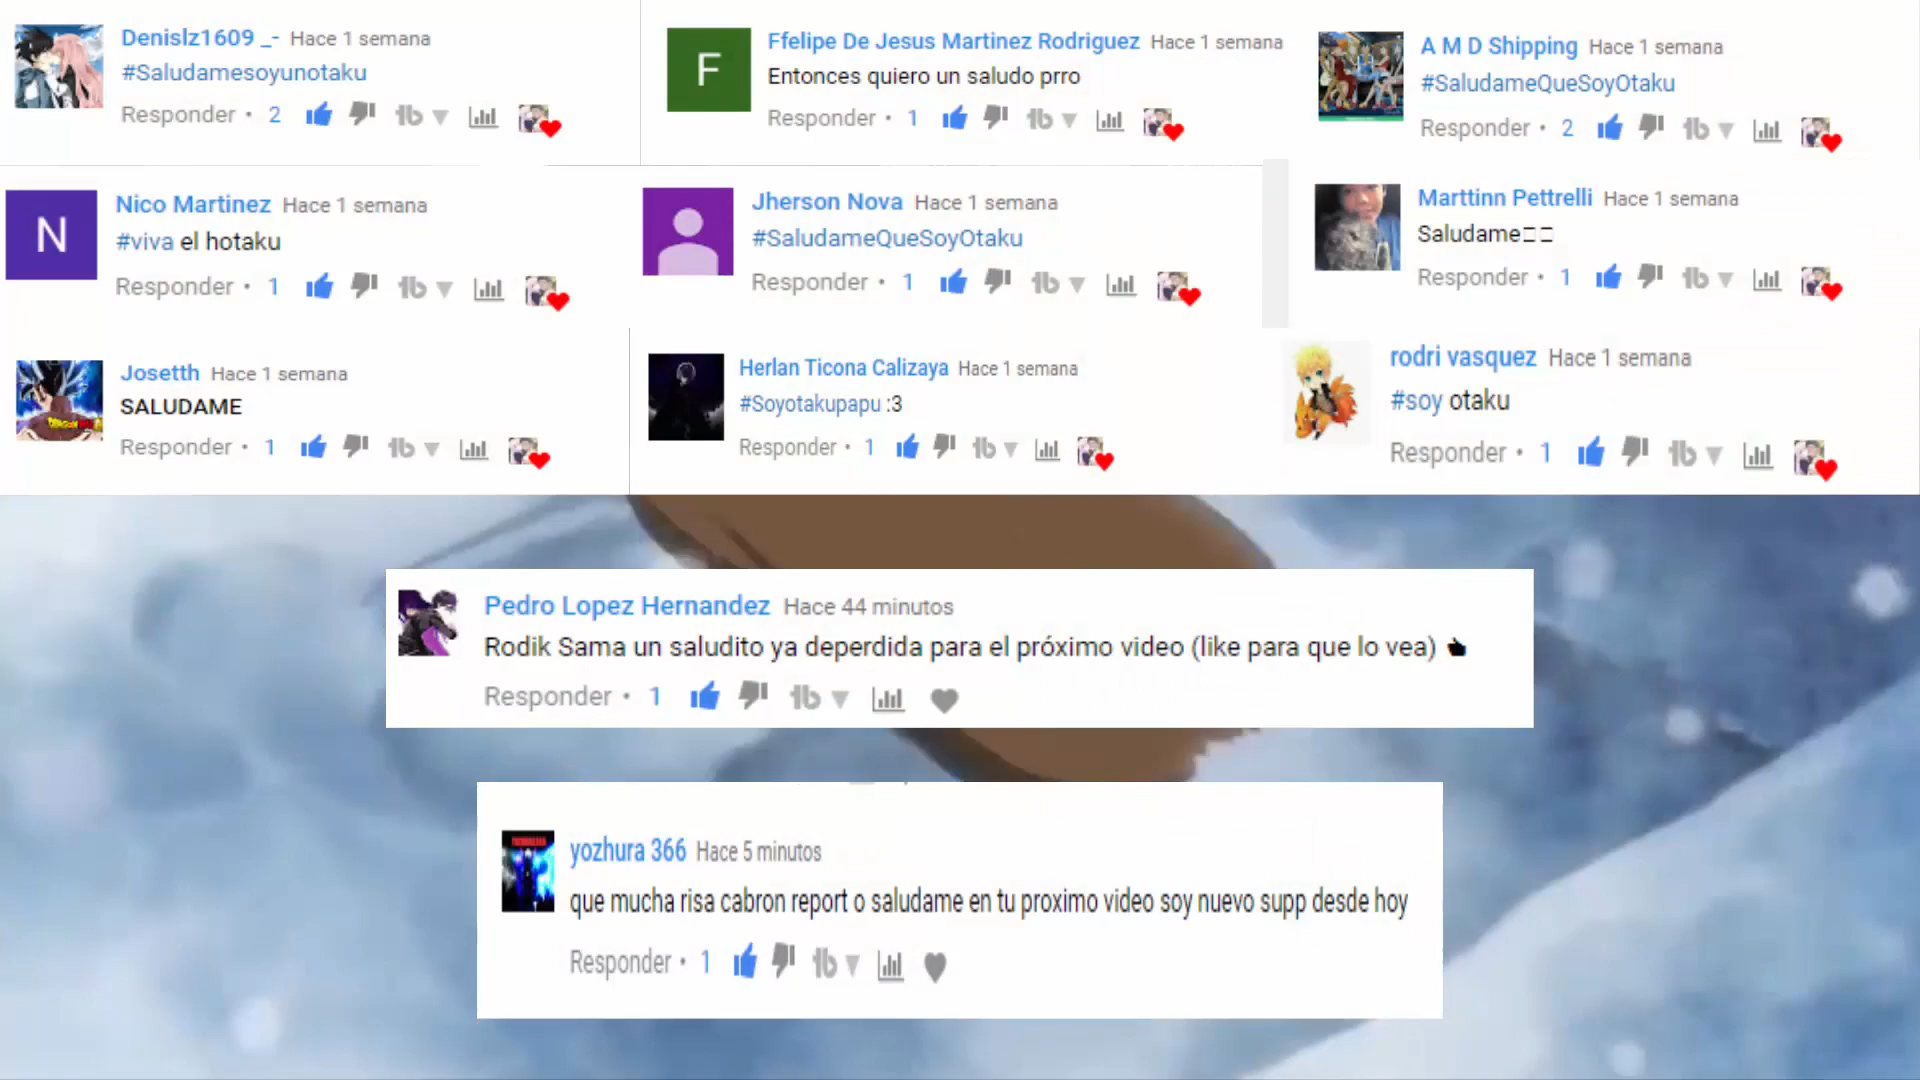 Denislz1609 _- Hace 1 semana
#Saludamesoyunotaku
Responder • 2
Ffelipe De Jesus Martinez Rodriguez Hace 1 semana
Entonces quiero un saludo prro
Responder • 1
A M D Shipping Hace 1 semana
#SaludameQueSoyOtaku
Responder • 2
Nico Martinez Hace 1 semana
#viva el hotaku
Responder • 1
Jherson Nova Hace 1 semana
#SaludameQueSoyOtaku
Responder • 1
Marttinn Pettrelli Hace 1 semana
Saludame□□
Responder • 1
Josetth Hace 1 semana
SALUDAME
Responder • 1
Herlan Ticona Calizaya Hace 1 semana
#Soyotakupapu :3
Responder • 1
rodri vasquez Hace 1 semana
#soy otaku
Responder • 1
Pedro Lopez Hernandez Hace 44 minutos
Rodik Sama un saludito ya deperdida para el próximo video (like para que lo vea)
Responder • 1
yozhura 366 Hace 5 minutos
que mucha risa cabron report o saludame en tu proximo video soy nuevo supp desde hoy
Responder • 1